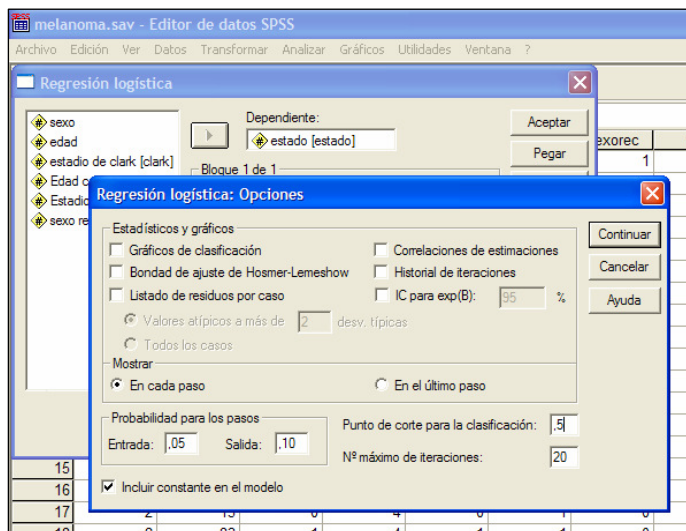 melanoma.sav - Editor de datos SPSS
Archivo Edición Ver Datos Transformar Analizar Gráficos Utilidades Ventana ?
Regresión logística
sexo
edad
estadio de clark [clark]
Edad c
Estadio
sexo re
Dependiente:
estado [estado]
Bloque 1 de 1
Aceptar
Pegar
exorec
1
Regresión logística: Opciones
Estadísticos y gráficos
Gráficos de clasificación
Correlaciones de estimaciones
Bondad de ajuste de Hosmer-Lemeshow
Historial de iteraciones
Listado de residuos por caso
IC para exp(B): 95 %
Valores atípicos a más de 2 desv. típicas
Todos los casos
Mostrar
En cada paso
En el último paso
Probabilidad para los pasos
Entrada: ,05 Salida: ,10
Punto de corte para la clasificación: ,5
Nº máximo de iteraciones: 20
Incluir constante en el modelo
Continuar
Cancelar
Ayuda
15
16
17